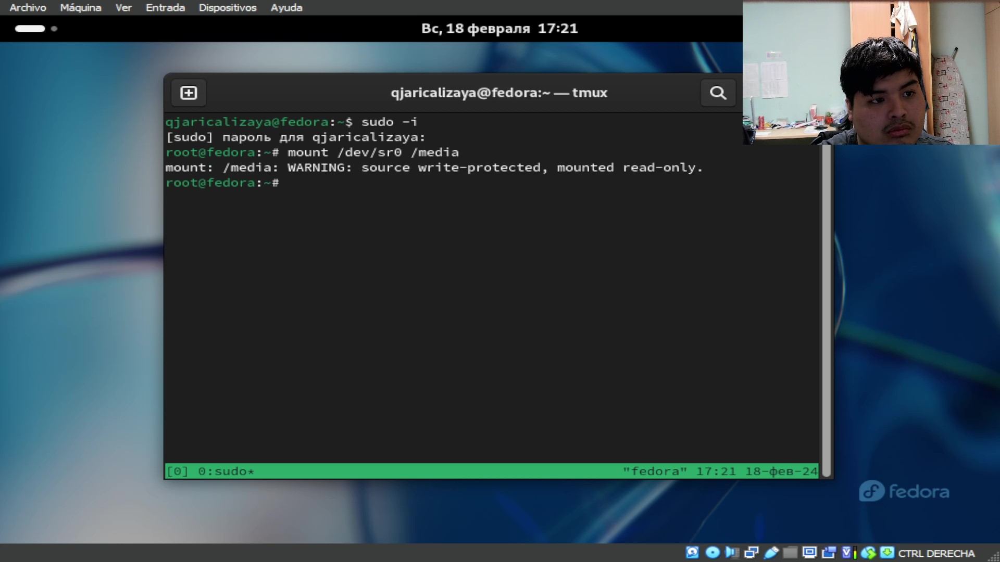 Archivo Máquina Ver Entrada Dispositivos Ayuda
Вс, 18 февраля 17:21
qjaricalizaya@fedora:~ — tmux
qjaricalizaya@fedora:~$ sudo -i
[sudo] пароль для qjaricalizaya:
root@fedora:~# mount /dev/sr0 /media
mount: /media: WARNING: source write-protected, mounted read-only.
root@fedora:~#
[0] 0:sudo* "fedora" 17:21 18-фев-24
fedora
CTRL DERECHA